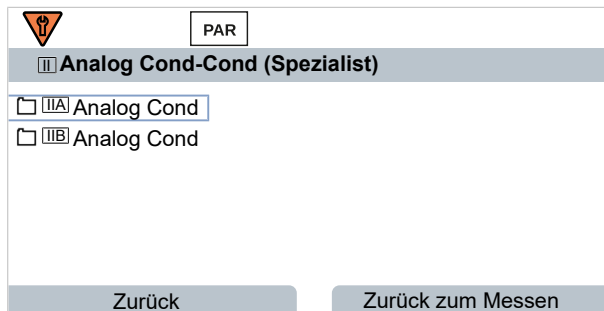 PAR
II Analog Cond-Cond (Spezialist)
IIA Analog Cond
IIB Analog Cond
Zurück Zurück zum Messen